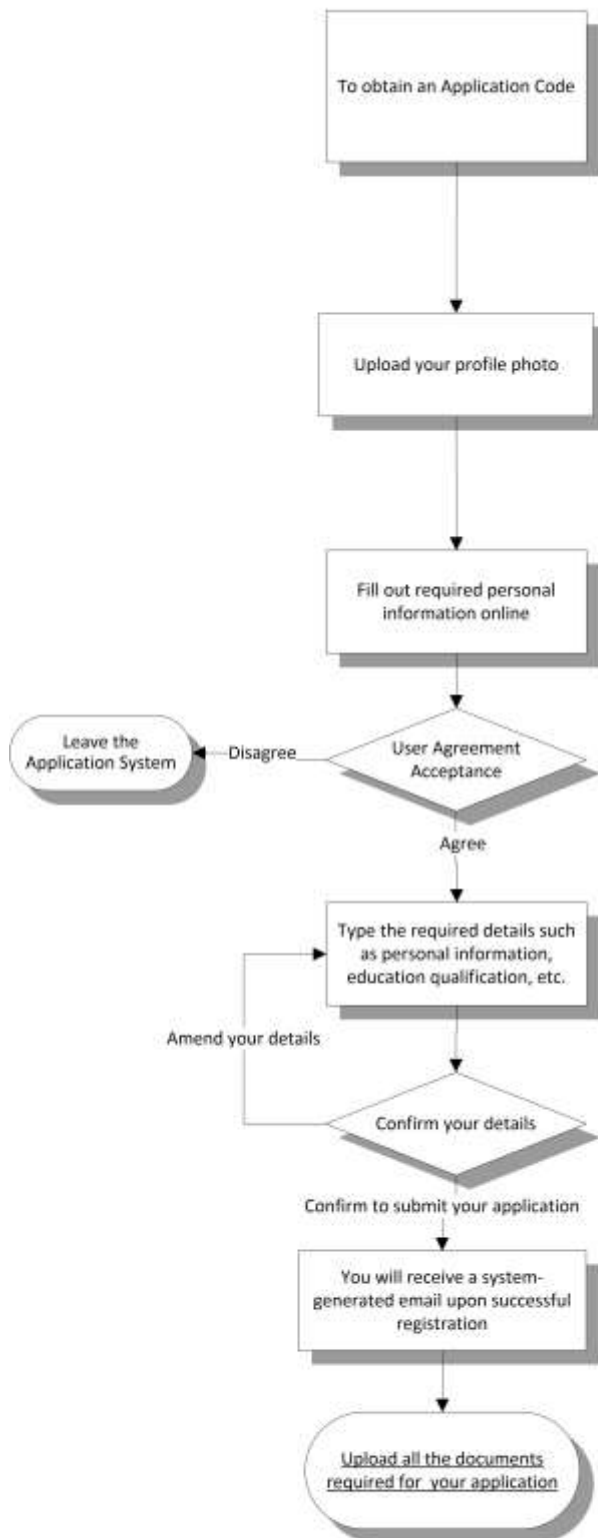 To obtain an Application Code
Upload your profile photo
Fill out required personal
information online
User Agreement
Acceptance
Disagree
Leave the
Application System
Agree
Type the required details such
as personal information,
education qualification, etc.
Amend your details
Confirm your details
Confirm to submit your application
You will receive a system-
generated email upon successful
registration
Upload all the documents
required for your application